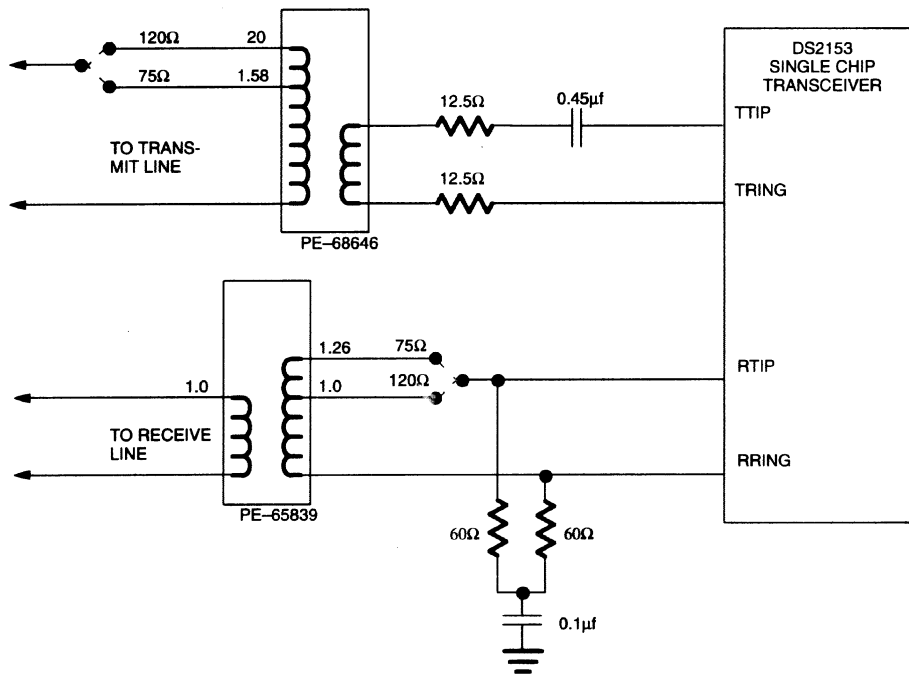 120Ω 20
75Ω 1.58
TO TRANS-
MIT LINE
PE–68646
12.5Ω
0.45µf
12.5Ω
DS2153
SINGLE CHIP
TRANSCEIVER
TTIP
TRING
1.0
TO RECEIVE
LINE
PE–65839
1.26 75Ω
1.0 120Ω
RTIP
RRING
60Ω 60Ω
0.1µf